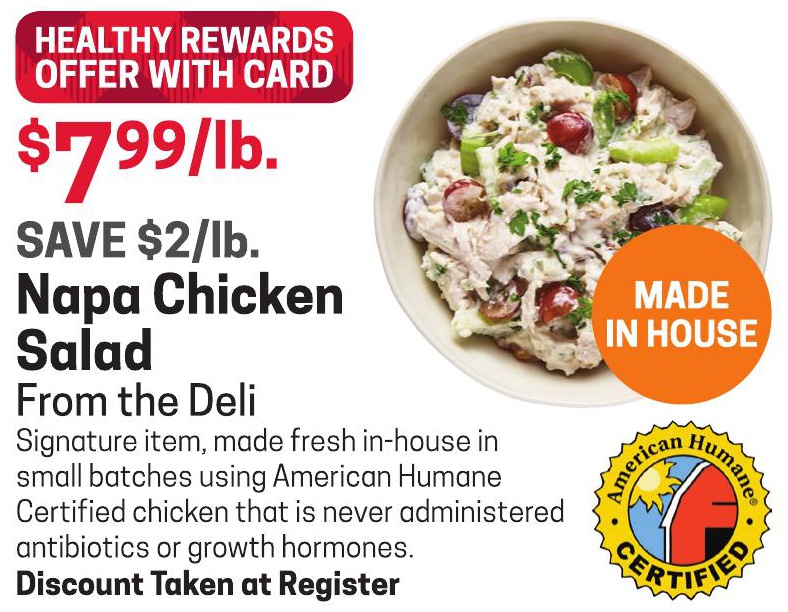 HEALTHY REWARDS
OFFER WITH CARD
$7.99/lb.
SAVE $2/lb.
Napa Chicken
Salad
From the Deli
Signature item, made fresh in-house in
small batches using American Humane
Certified chicken that is never administered
antibiotics or growth hormones.
Discount Taken at Register
MADE
IN HOUSE
American Humane®
CERTIFIED